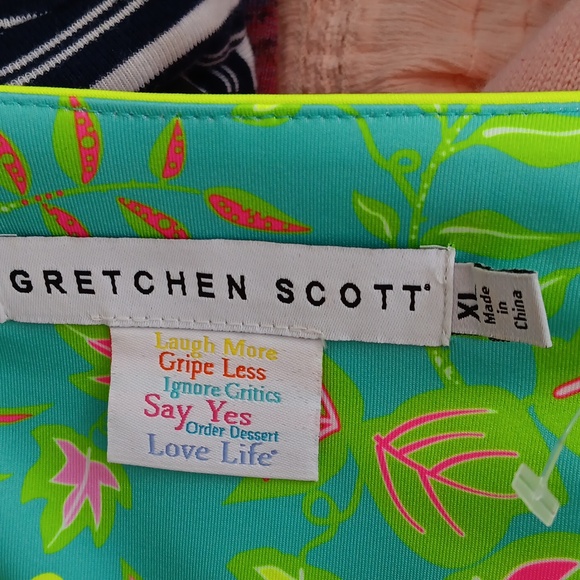 GRETCHEN SCOTT®
XL
Made
in
China
Laugh More
Gripe Less
Ignore Critics
Say Yes
Order Dessert
Love Life®